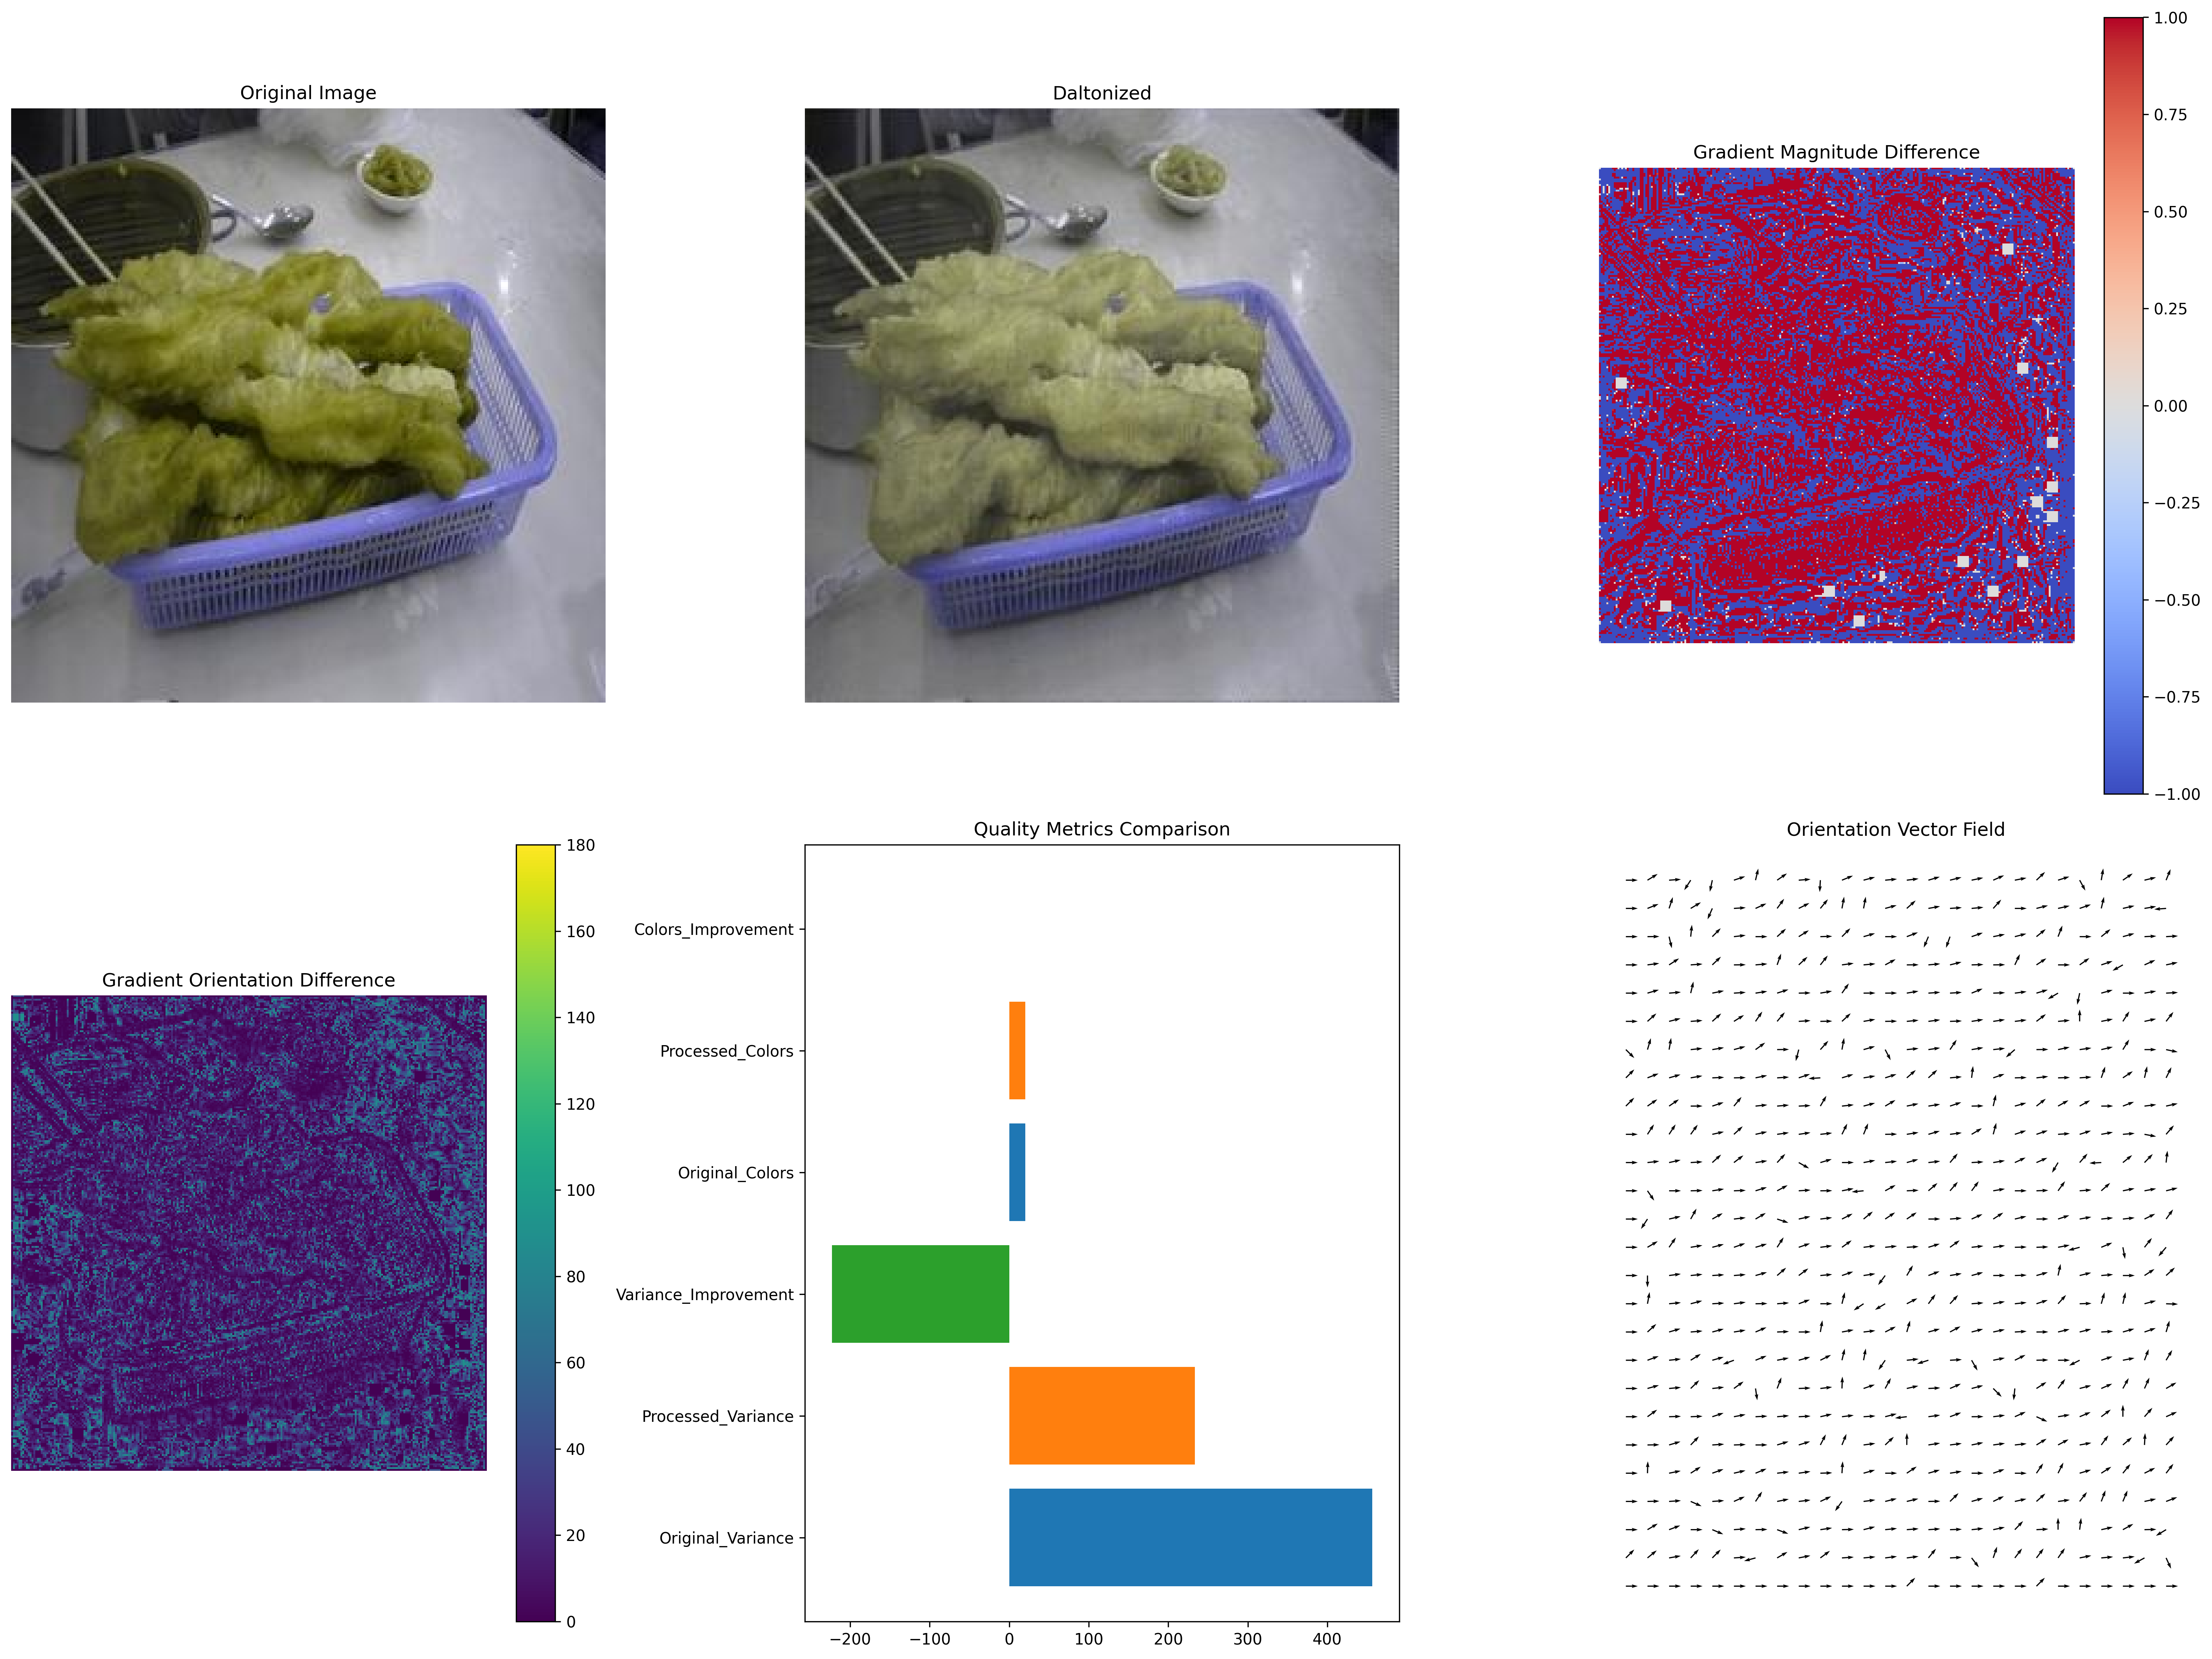 Original Image
Daltonized
Gradient Magnitude Difference
1.00
0.75
0.50
0.25
0.00
−0.25
−0.50
−0.75
−1.00
Gradient Orientation Difference
180
160
140
120
100
80
60
40
20
0
Quality Metrics Comparison
Colors_Improvement
Processed_Colors
Original_Colors
Variance_Improvement
Processed_Variance
Original_Variance
−200 −100 0 100 200 300 400
Orientation Vector Field